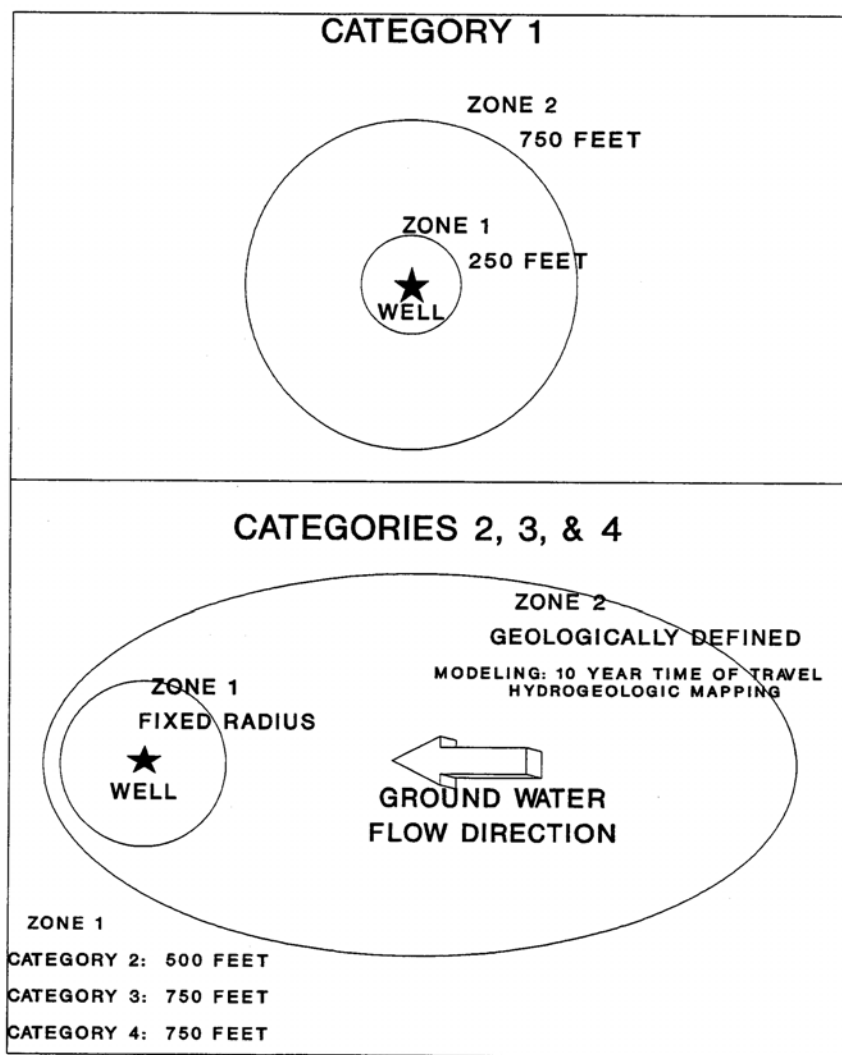 CATEGORY 1
ZONE 2
750 FEET
ZONE 1
250 FEET
WELL
CATEGORIES 2, 3, & 4
ZONE 2
GEOLOGICALLY DEFINED
MODELING: 10 YEAR TIME OF TRAVEL
HYDROGEOLOGIC MAPPING
ZONE 1
FIXED RADIUS
WELL
GROUND WATER
FLOW DIRECTION
ZONE 1
CATEGORY 2: 500 FEET
CATEGORY 3: 750 FEET
CATEGORY 4: 750 FEET